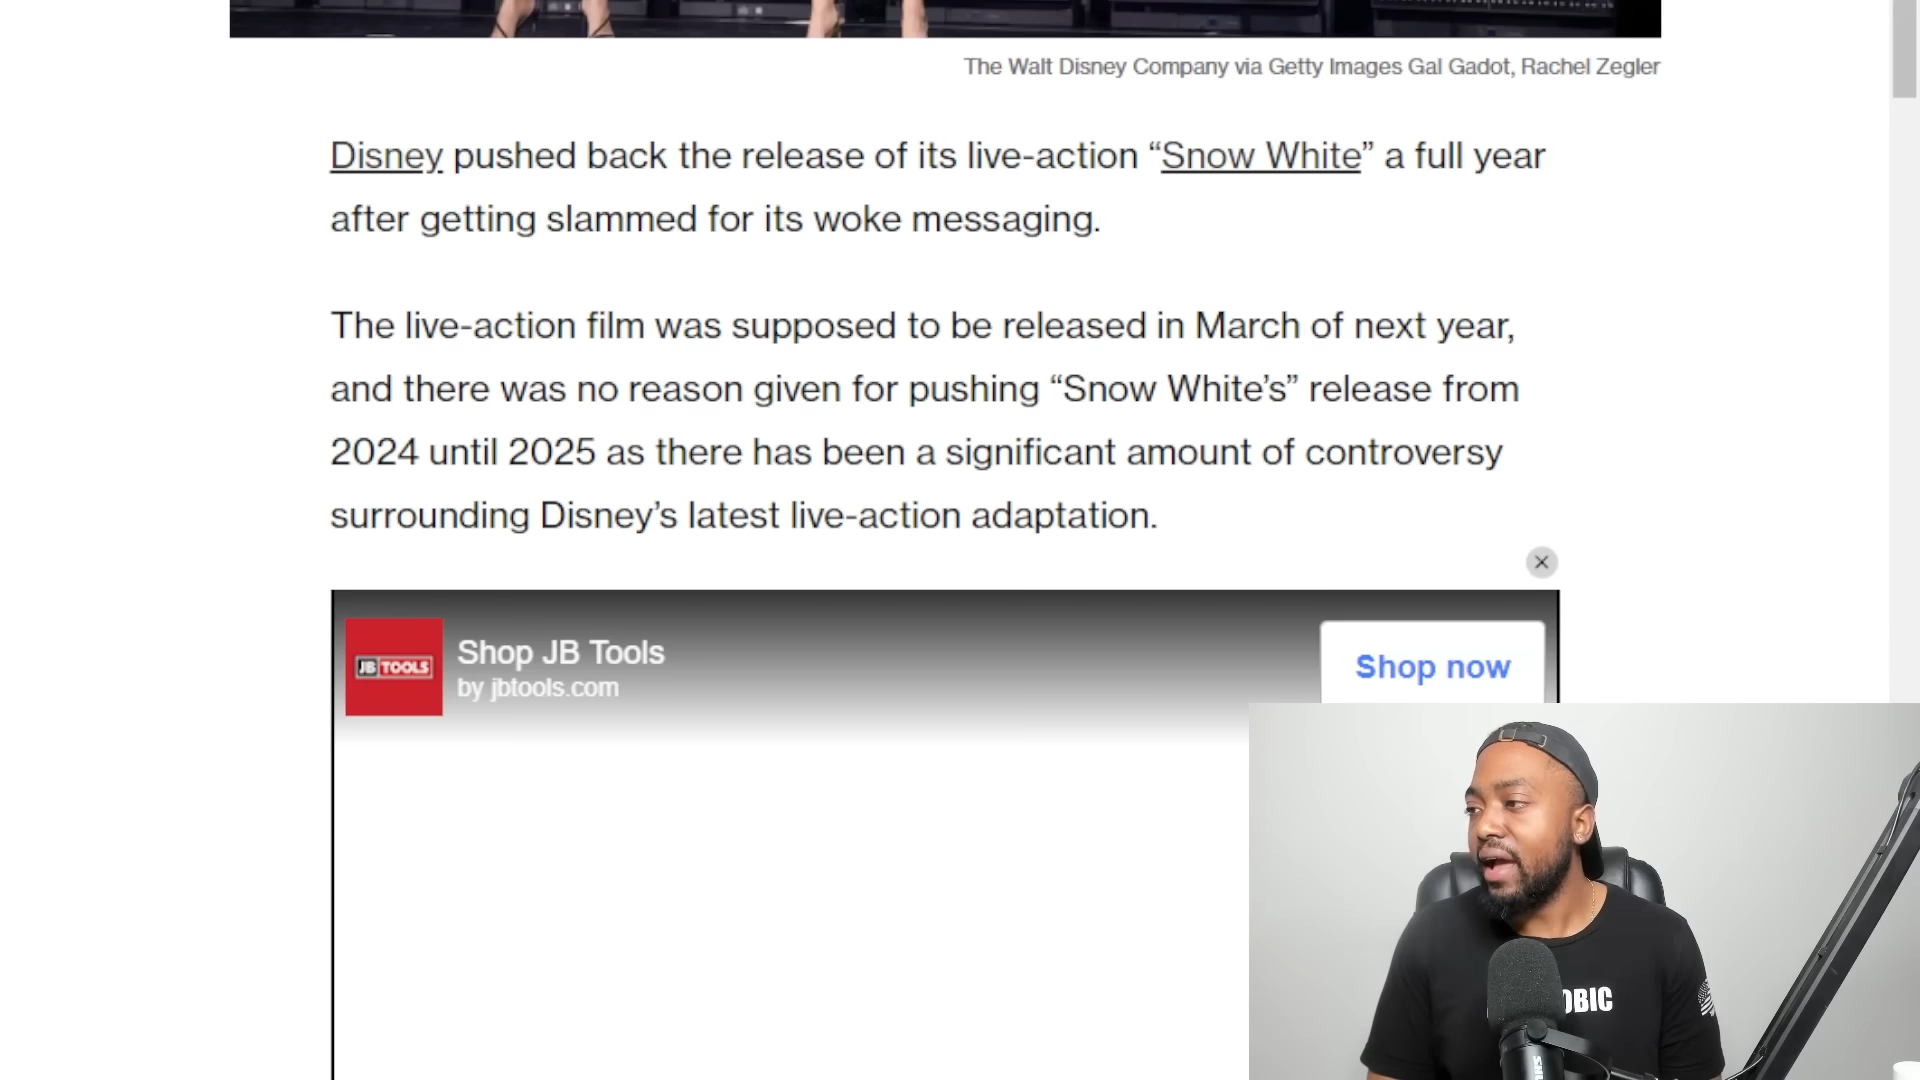 The Walt Disney Company via Getty Images Gal Gadot, Rachel Zegler
Disney pushed back the release of its live-action “Snow White” a full year
after getting slammed for its woke messaging.
The live-action film was supposed to be released in March of next year,
and there was no reason given for pushing “Snow White’s” release from
2024 until 2025 as there has been a significant amount of controversy
surrounding Disney’s latest live-action adaptation.
JB TOOLS
Shop JB Tools
by jbtools.com
Shop now
OBIC